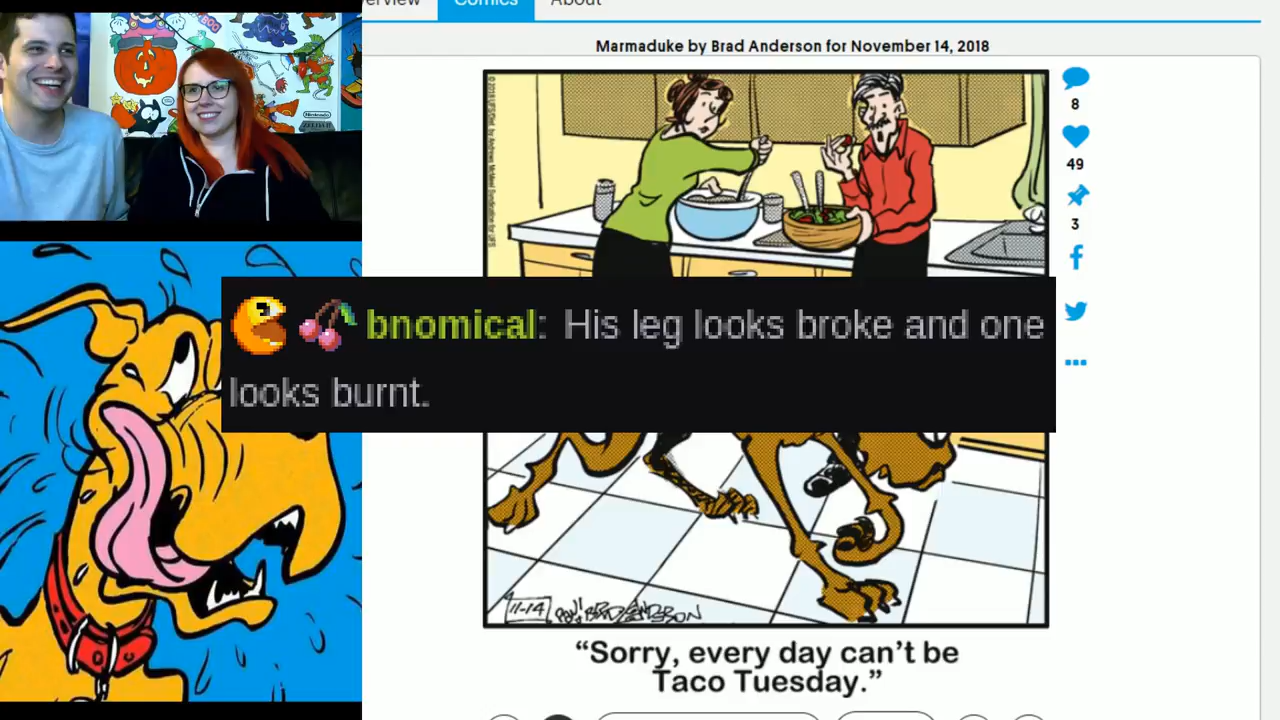 erview
Comics
About
Marmaduke by Brad Anderson for November 14, 2018
8
49
3
bnomical: His leg looks broke and one
looks burnt.
11-14
“Sorry, every day can’t be
Taco Tuesday.”
Nintendo